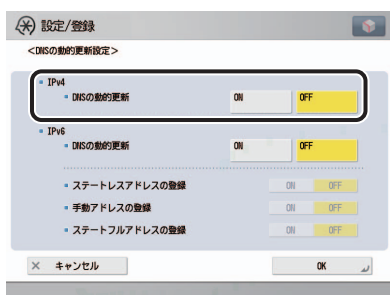 設定/登録
<DNSの動的更新設定>
IPv4
DNSの動的更新 ON OFF
IPv6
DNSの動的更新 ON OFF
ステートレスアドレスの登録 ON OFF
手動アドレスの登録 ON OFF
ステートフルアドレスの登録 ON OFF
× キャンセル OK